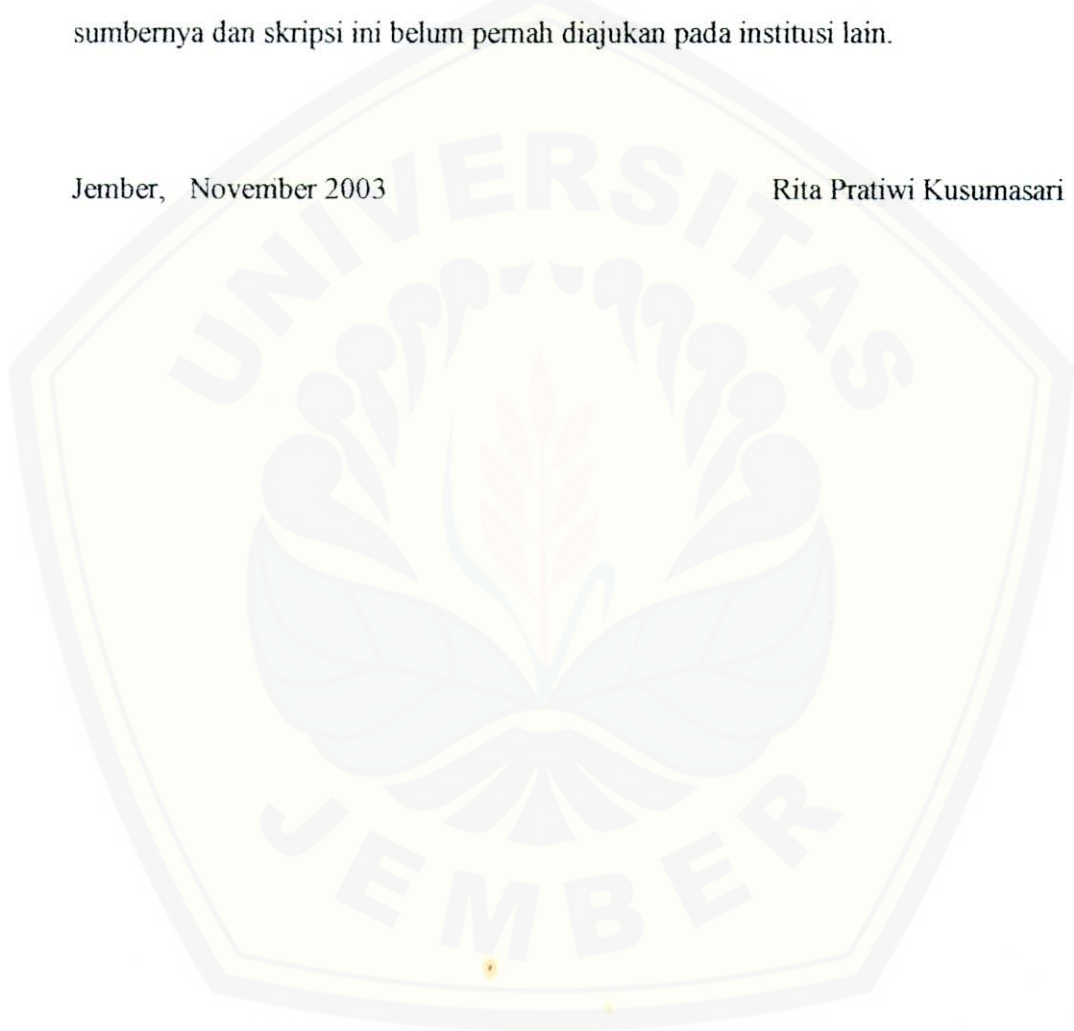 sumbernya dan skripsi ini belum pernah diajukan pada institusi lain.
Jember, November 2003 Rita Pratiwi Kusumasari
UNIVERSITAS
JEMBER